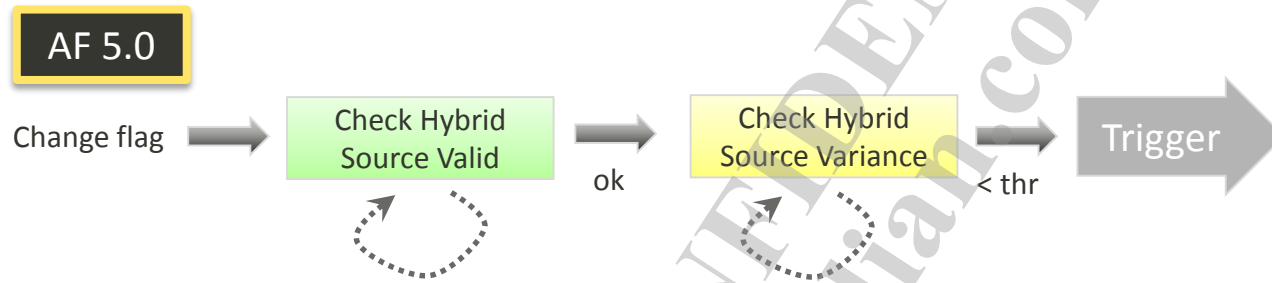 AF 5.0
Change flag
Check Hybrid
Source Valid
ok
Check Hybrid
Source Variance
< thr
Trigger